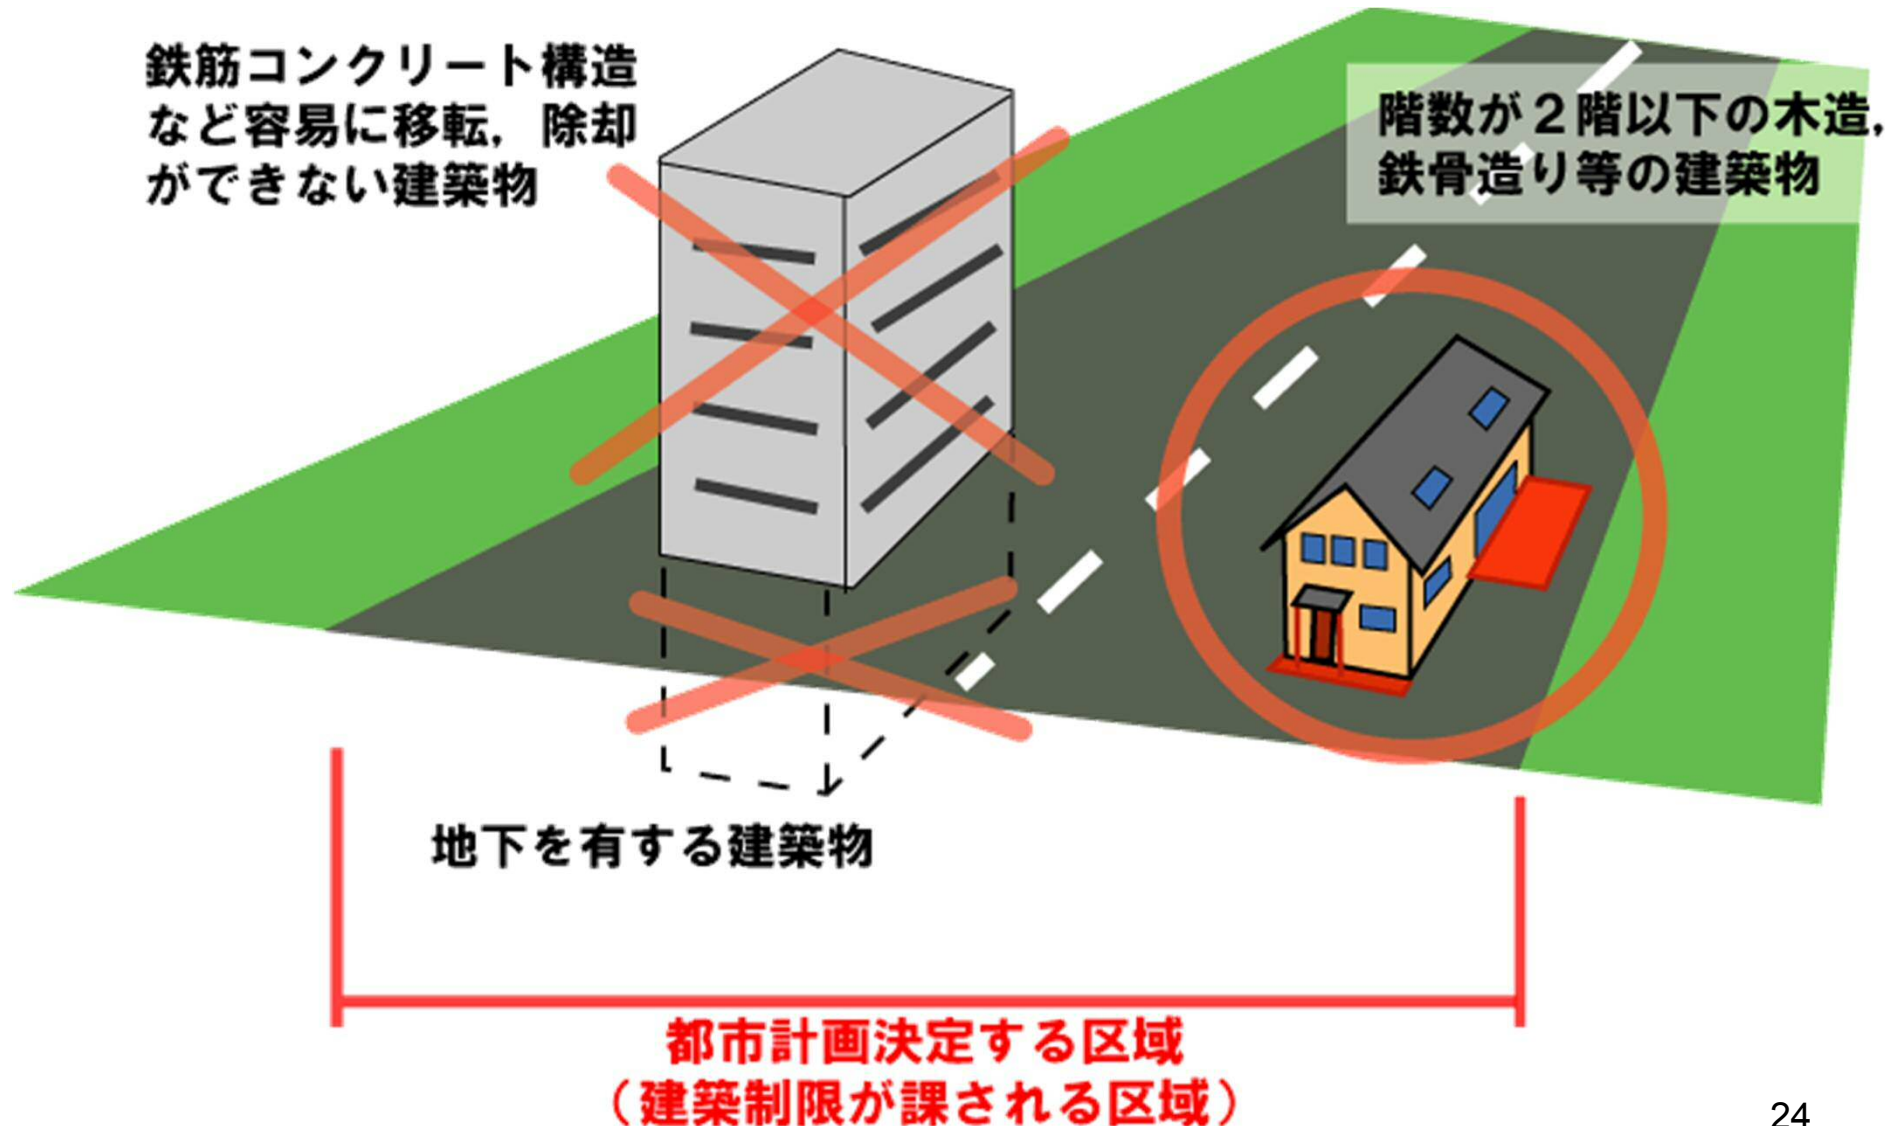 鉄筋コンクリート構造
など容易に移転，除却
ができない建築物
階数が２階以下の木造，
鉄骨造り等の建築物
地下を有する建築物
都市計画決定する区域
（建築制限が課される区域）
24